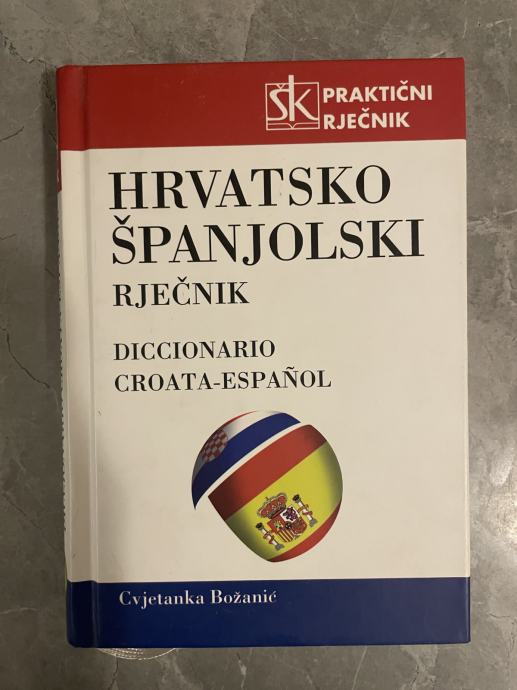 ŠK
PRAKTIČNI
RJEČNIK
HRVATSKO
ŠPANJOLSKI
RJEČNIK
DICCIONARIO
CROATA-ESPAÑOL
Cvjetanka Božanić